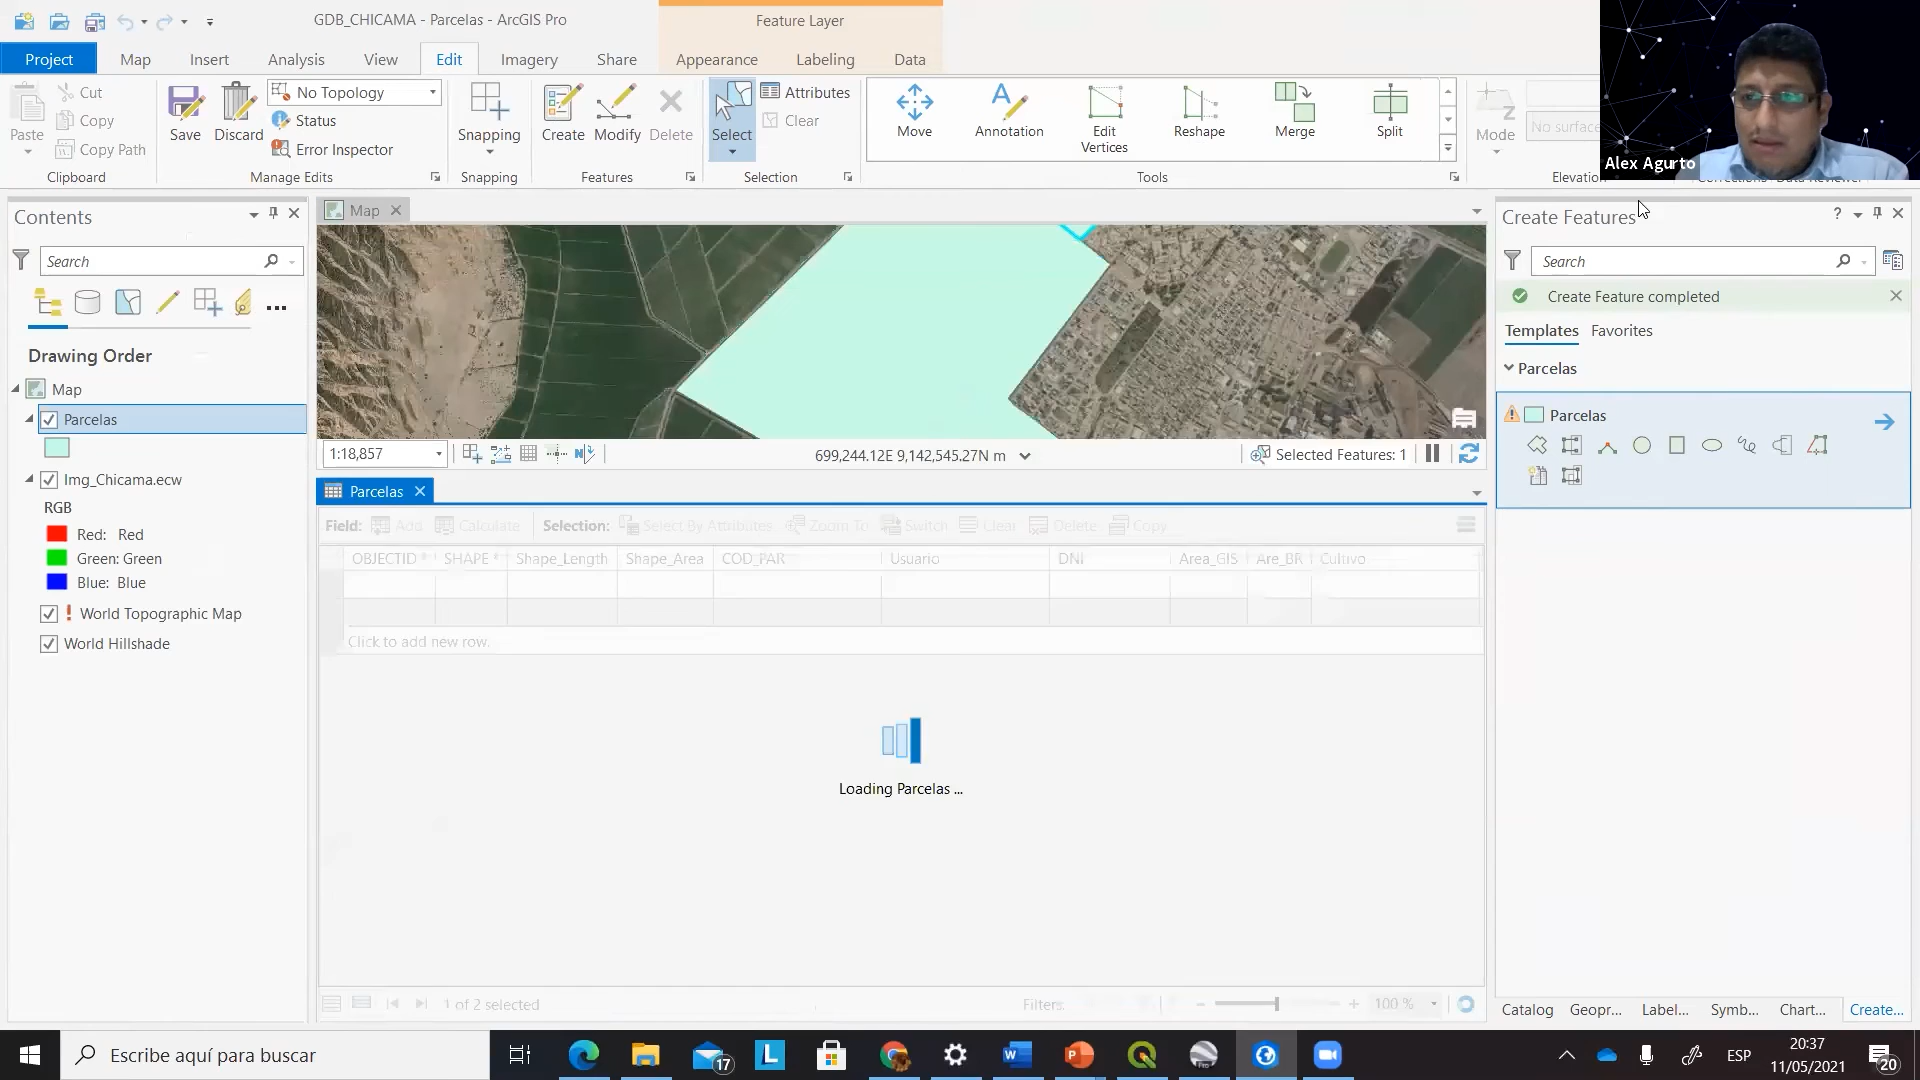 GDB_CHICAMA - Parcelas - ArcGIS Pro
Feature Layer
Project
Map
Insert
Analysis
View
Edit
Imagery
Share
Appearance
Labeling
Data
Paste
Cut
Copy
Copy Path
Clipboard
Save
Discard
No Topology
Status
Error Inspector
Manage Edits
Snapping
Snapping
Create
Modify
Delete
Features
Select
Attributes
Clear
Selection
Move
Annotation
Edit
Vertices
Reshape
Merge
Split
Tools
Mode
No surface
Elevation
Alex Agurto
Contents
Search
Drawing Order
Map
Parcelas
Img_Chicama.ecw
RGB
Red: Red
Green: Green
Blue: Blue
! World Topographic Map
World Hillshade
Map
1:18,857
699,244.12E 9,142,545.27N m
Selected Features: 1
Parcelas
Field:
Add
Calculate
Selection:
Select By Attributes
Zoom To
Switch
Clear
Delete
Copy
OBJECTID *
SHAPE *
Shape_Length
Shape_Area
COD_PAR
Usuario
DNI
Area_GIS
Are_BR
Cultivo
Click to add new row.
Loading Parcelas ...
1 of 2 selected
Filters:
100 %
Create Features
?
Search
Create Feature completed
Templates
Favorites
Parcelas
Parcelas
Catalog
Geopr...
Label...
Symb...
Chart...
Create...
Escribe aquí para buscar
17
ESP
20:37
11/05/2021
20